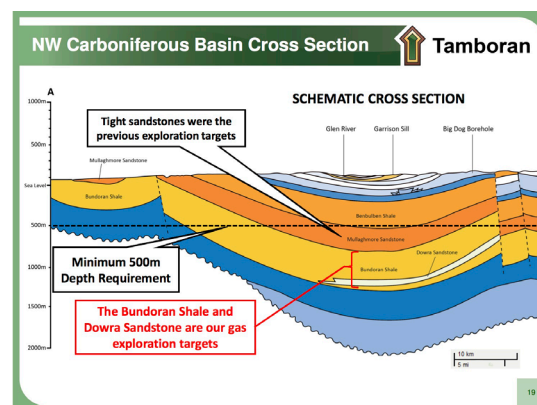 NW Carboniferous Basin Cross Section
Tamboran
A
SCHEMATIC CROSS SECTION
1000m
Tight sandstones were the
previous exploration targets
Glen River
Garrison Sill
Big Dog Borehole
500m
Mullaghmore Sandstone
Sea Level
Bundoran Shale
Benbulben Shale
500m
Mullaghmore Sandstone
Dowra Sandstone
Minimum 500m
Depth Requirement
1000m
Bundoran Shale
1500m
The Bundoran Shale and
Dowra Sandstone are our gas
exploration targets
2000m
10 km
5 m
19